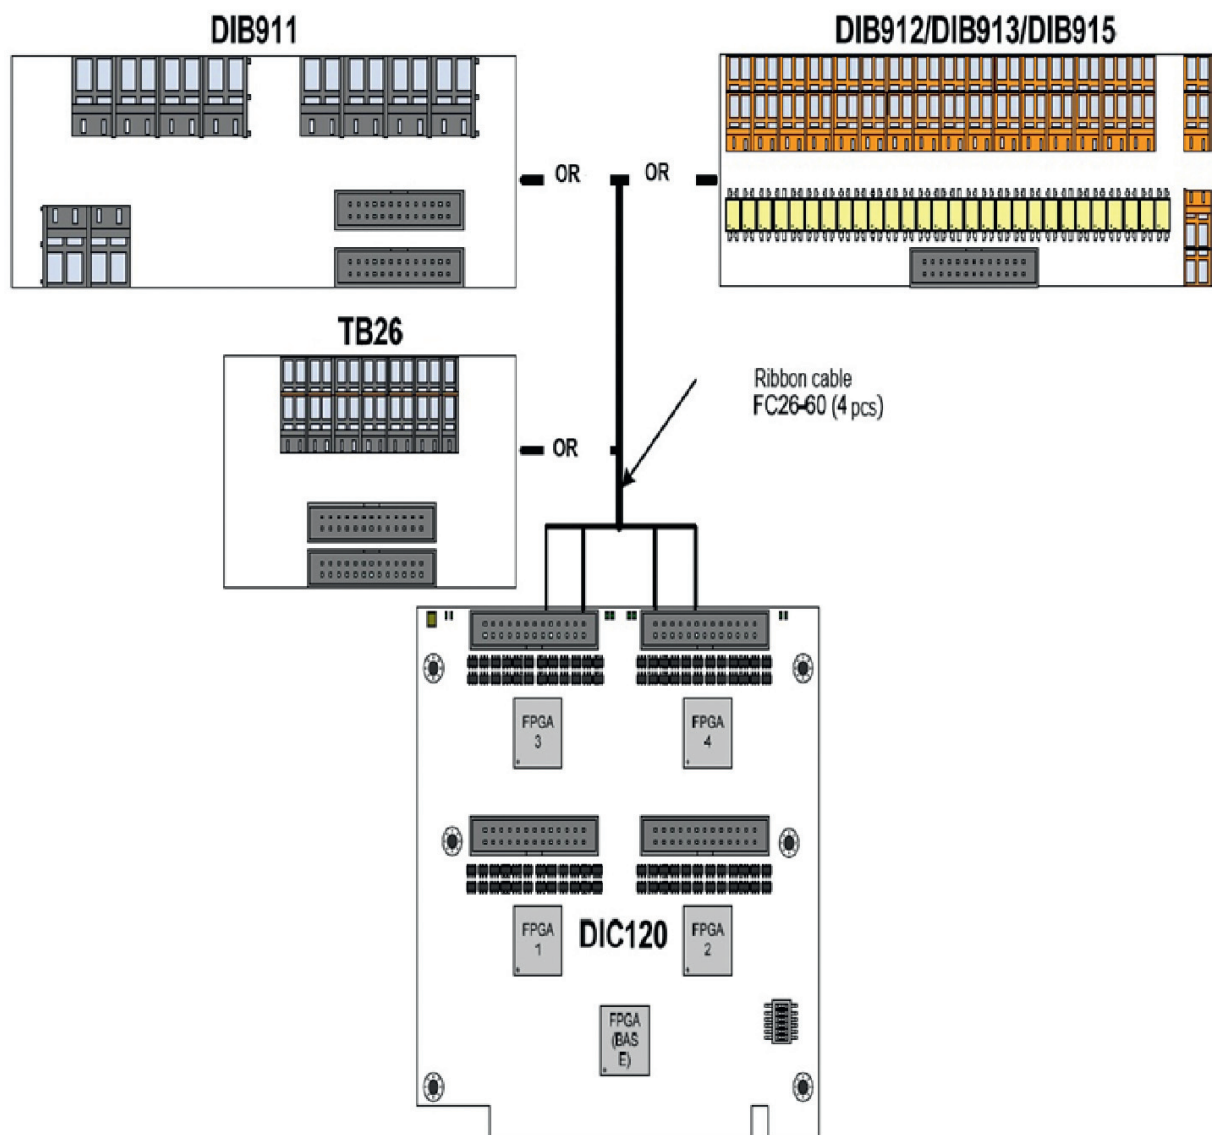 DIB911
DIB912/DIB913/DIB915
OR
OR
TB26
Ribbon cable
FC26-60 (4 pcs)
OR
FPGA
3
FPGA
4
FPGA
1
DIC120
FPGA
2
FPGA
(BAS
E)